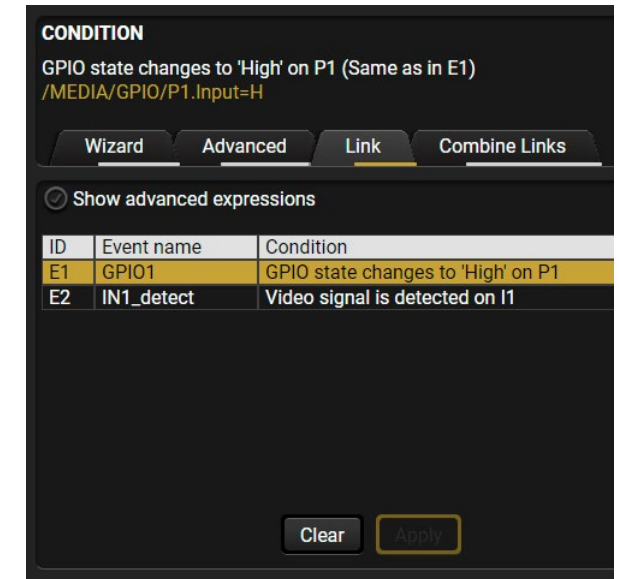 CONDITION
GPIO state changes to 'High' on P1 (Same as in E1)
/MEDIA/GPIO/P1.Input=H
Wizard Advanced Link Combine Links
Show advanced expressions
ID Event name Condition
E1 GPIO1 GPIO state changes to 'High' on P1
E2 IN1_detect Video signal is detected on I1
Clear Apply